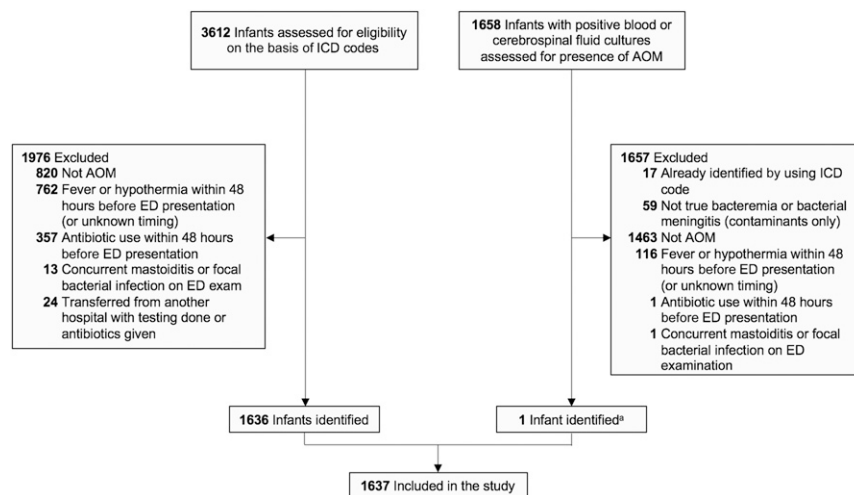 3612 Infants assessed for eligibility
on the basis of ICD codes
1658 Infants with positive blood or
cerebrospinal fluid cultures
assessed for presence of AOM
1976 Excluded
820 Not AOM
762 Fever or hypothermia within 48
hours before ED presentation
(or unknown timing)
357 Antibiotic use within 48 hours
before ED presentation
13 Concurrent mastoiditis or focal
bacterial infection on ED exam
24 Transferred from another
hospital with testing done or
antibiotics given
1657 Excluded
17 Already identified by using ICD
code
59 Not true bacteremia or bacterial
meningitis (contaminants only)
1463 Not AOM
116 Fever or hypothermia within 48
hours before ED presentation
(or unknown timing)
1 Antibiotic use within 48 hours
before ED presentation
1 Concurrent mastoiditis or focal
bacterial infection on ED
examination
1636 Infants identified
1 Infant identifiedᵃ
1637 Included in the study